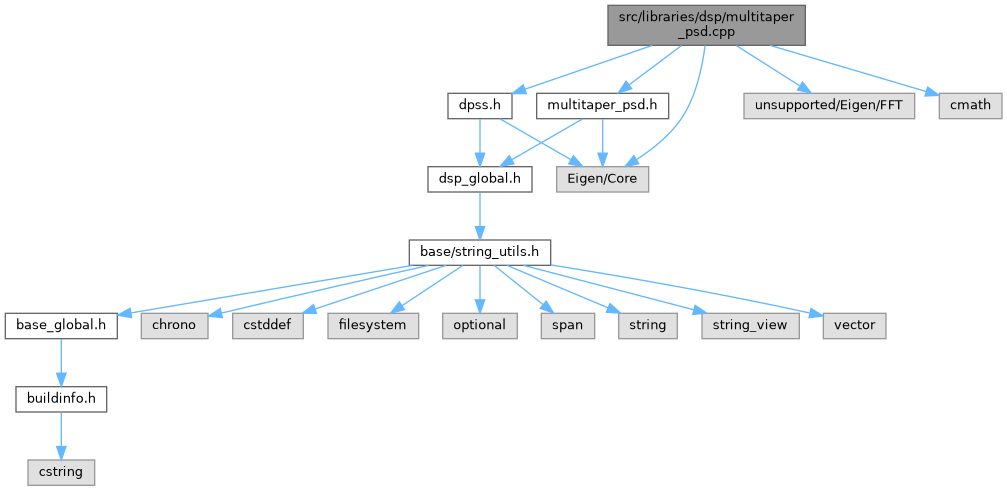 src/libraries/dsp/multitaper
_psd.cpp
dpss.h
multitaper_psd.h
unsupported/Eigen/FFT
cmath
dsp_global.h
Eigen/Core
base/string_utils.h
base_global.h
chrono
cstddef
filesystem
optional
span
string
string_view
vector
buildinfo.h
cstring